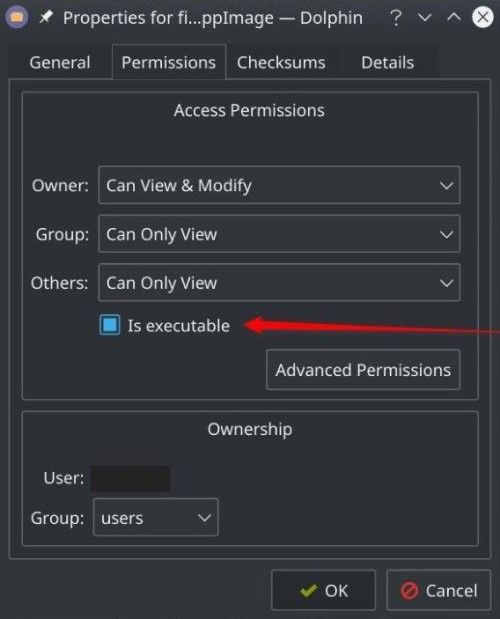 Properties for fi...ppImage — Dolphin
General Permissions Checksums Details
Access Permissions
Owner: Can View & Modify
Group: Can Only View
Others: Can Only View
Is executable
Advanced Permissions
Ownership
User:
Group: users
OK Cancel